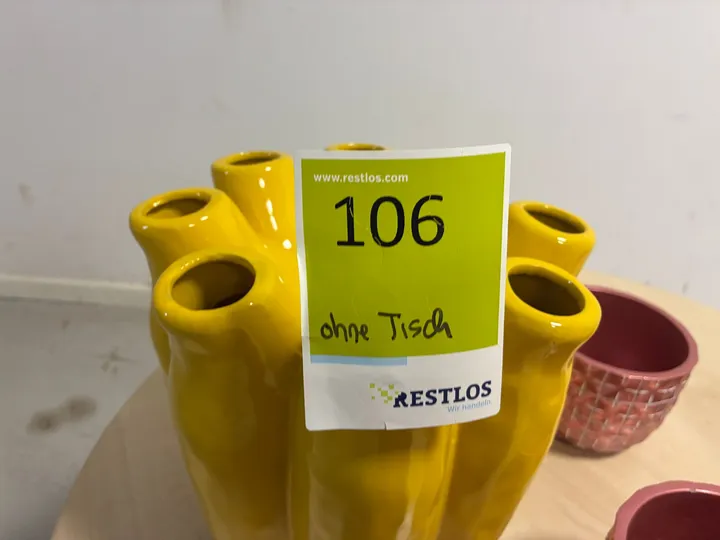 www.restlos.com
106
ohne Tisch
RESTLOS
Wir handeln.